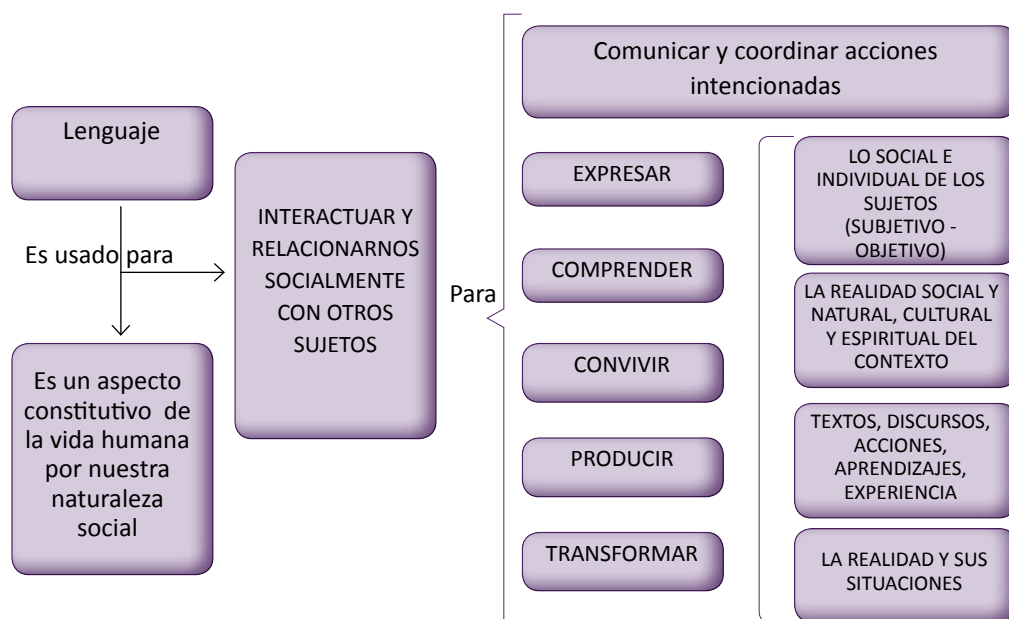 Lenguaje
Es usado para
Es un aspecto
constitutivo de
la vida humana
por nuestra
naturaleza
social
INTERACTUAR Y
RELACIONARNOS
SOCIALMENTE
CON OTROS
SUJETOS
Para
Comunicar y coordinar acciones
intencionadas
EXPRESAR
COMPRENDER
CONVIVIR
PRODUCIR
TRANSFORMAR
LO SOCIAL E
INDIVIDUAL DE LOS
SUJETOS
(SUBJETIVO -
OBJETIVO)
LA REALIDAD SOCIAL Y
NATURAL, CULTURAL
Y ESPIRITUAL DEL
CONTEXTO
TEXTOS, DISCURSOS,
ACCIONES,
APRENDIZAJES,
EXPERIENCIA
LA REALIDAD Y SUS
SITUACIONES